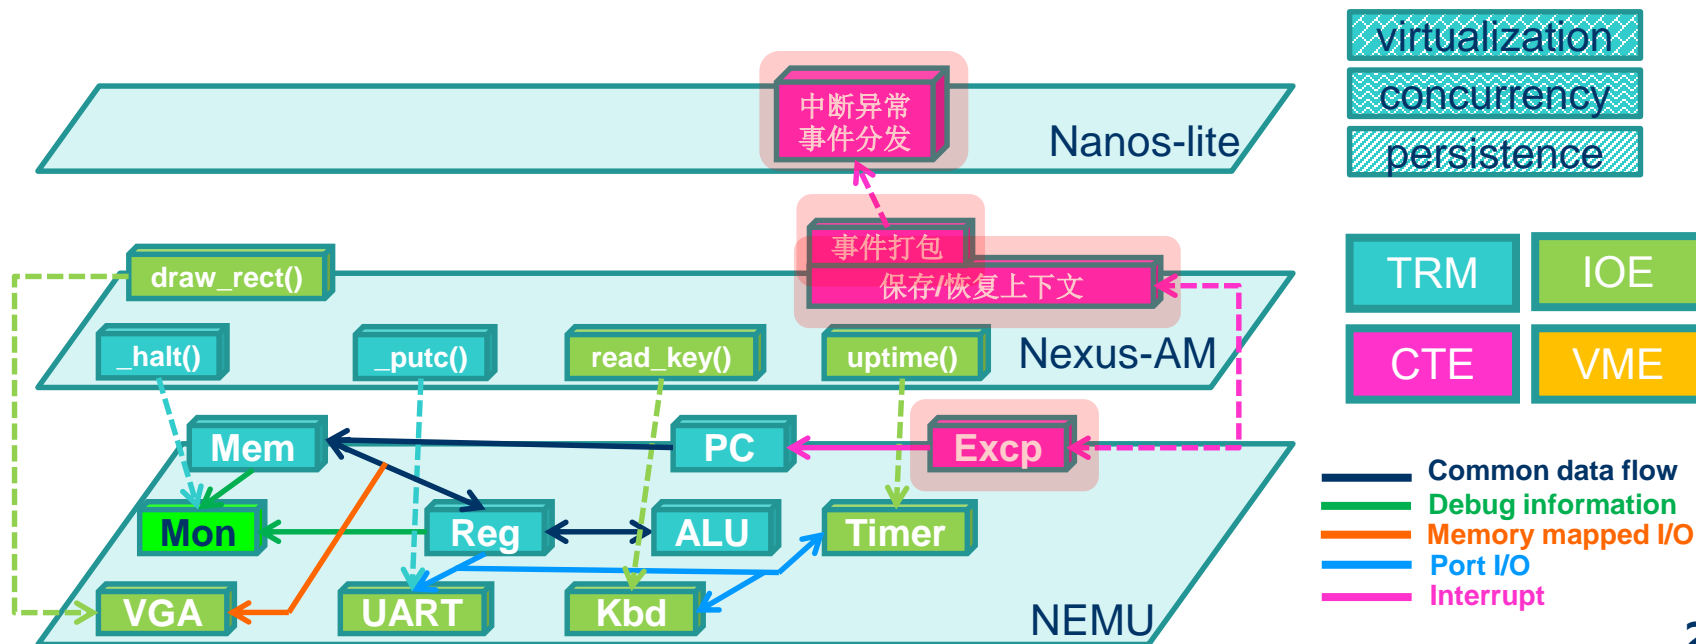 virtualization
concurrency
persistence
中断异常
事件分发
Nanos-lite
事件打包
保存/恢复上下文
draw_rect()
_halt()
_putc()
read_key()
uptime()
Nexus-AM
TRM
IOE
CTE
VME
Mem
PC
Excp
Mon
Reg
ALU
Timer
VGA
UART
Kbd
NEMU
Common data flow
Debug information
Memory mapped I/O
Port I/O
Interrupt